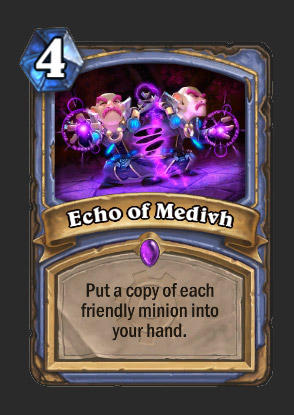 4
Echo of Medivh
Put a copy of each
friendly minion into
your hand.